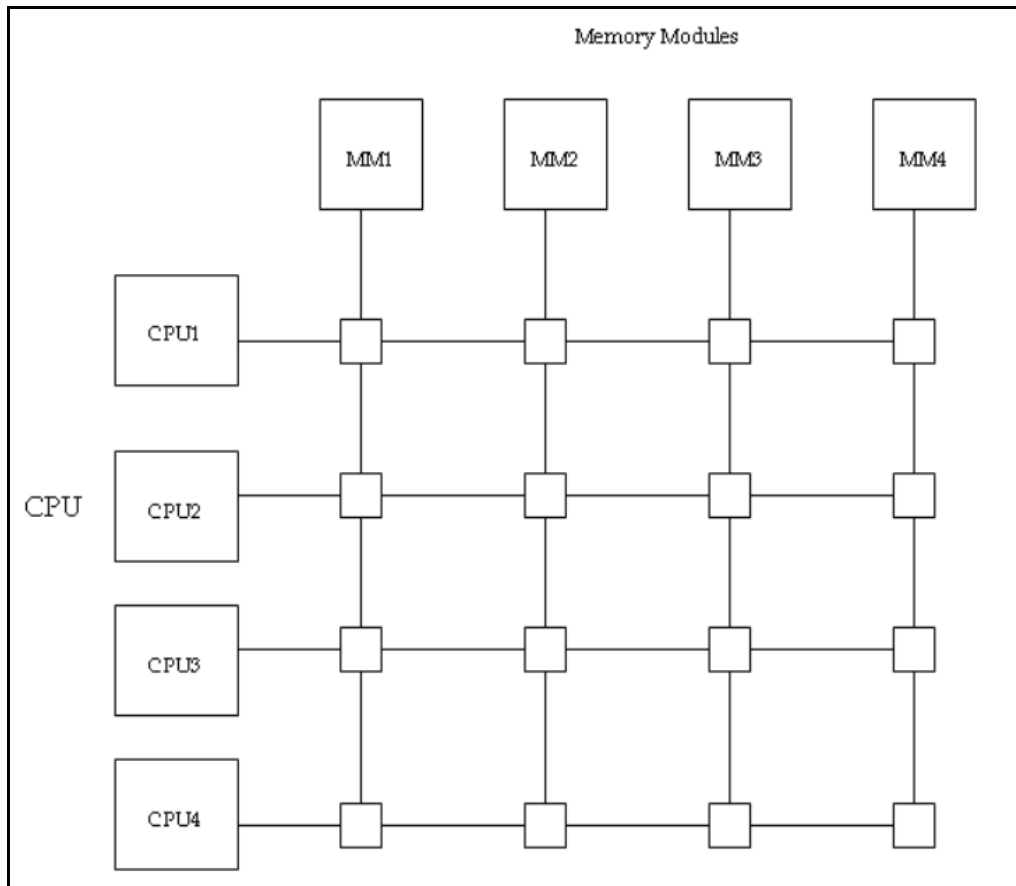 Memory Modules
MM1
MM2
MM3
MM4
CPU1
CPU
CPU2
CPU3
CPU4